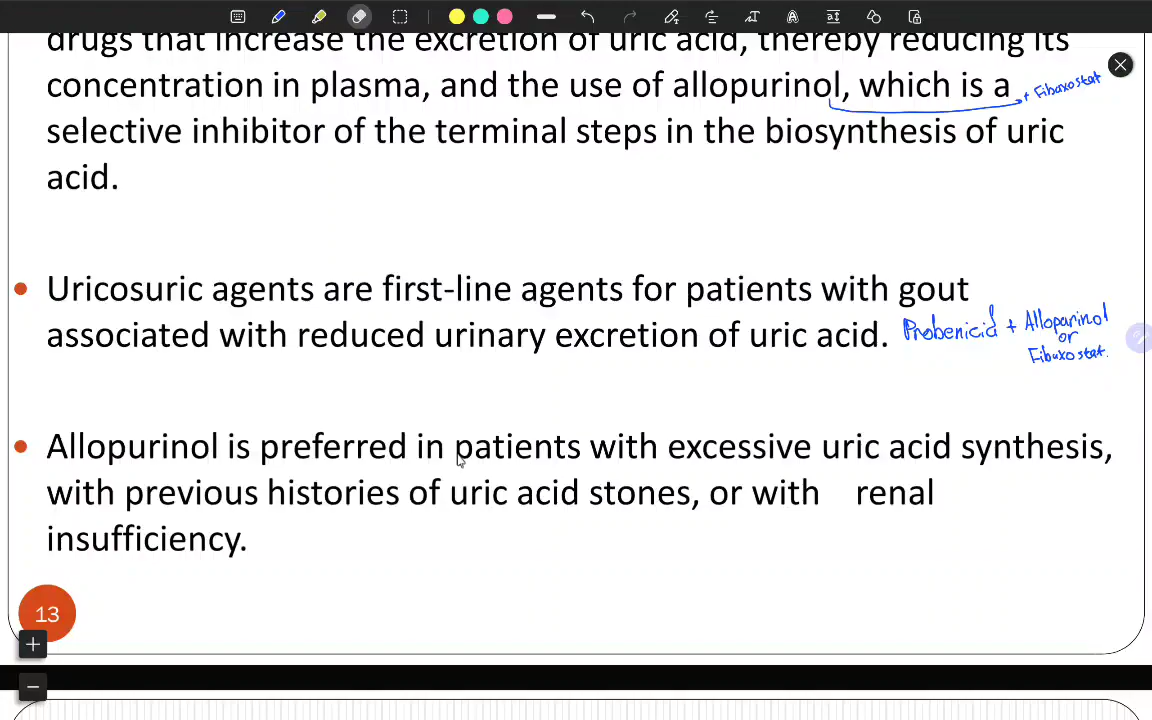 drugs that increase the excretion of uric acid, thereby reducing its
concentration in plasma, and the use of allopurinol, which is a
+ Fibuxostat
selective inhibitor of the terminal steps in the biosynthesis of uric
acid.
• Uricosuric agents are first-line agents for patients with gout
associated with reduced urinary excretion of uric acid.
Probenicid + Alloparinol
or
Fibuxostat.
• Allopurinol is preferred in patients with excessive uric acid synthesis,
with previous histories of uric acid stones, or with renal
insufficiency.
13